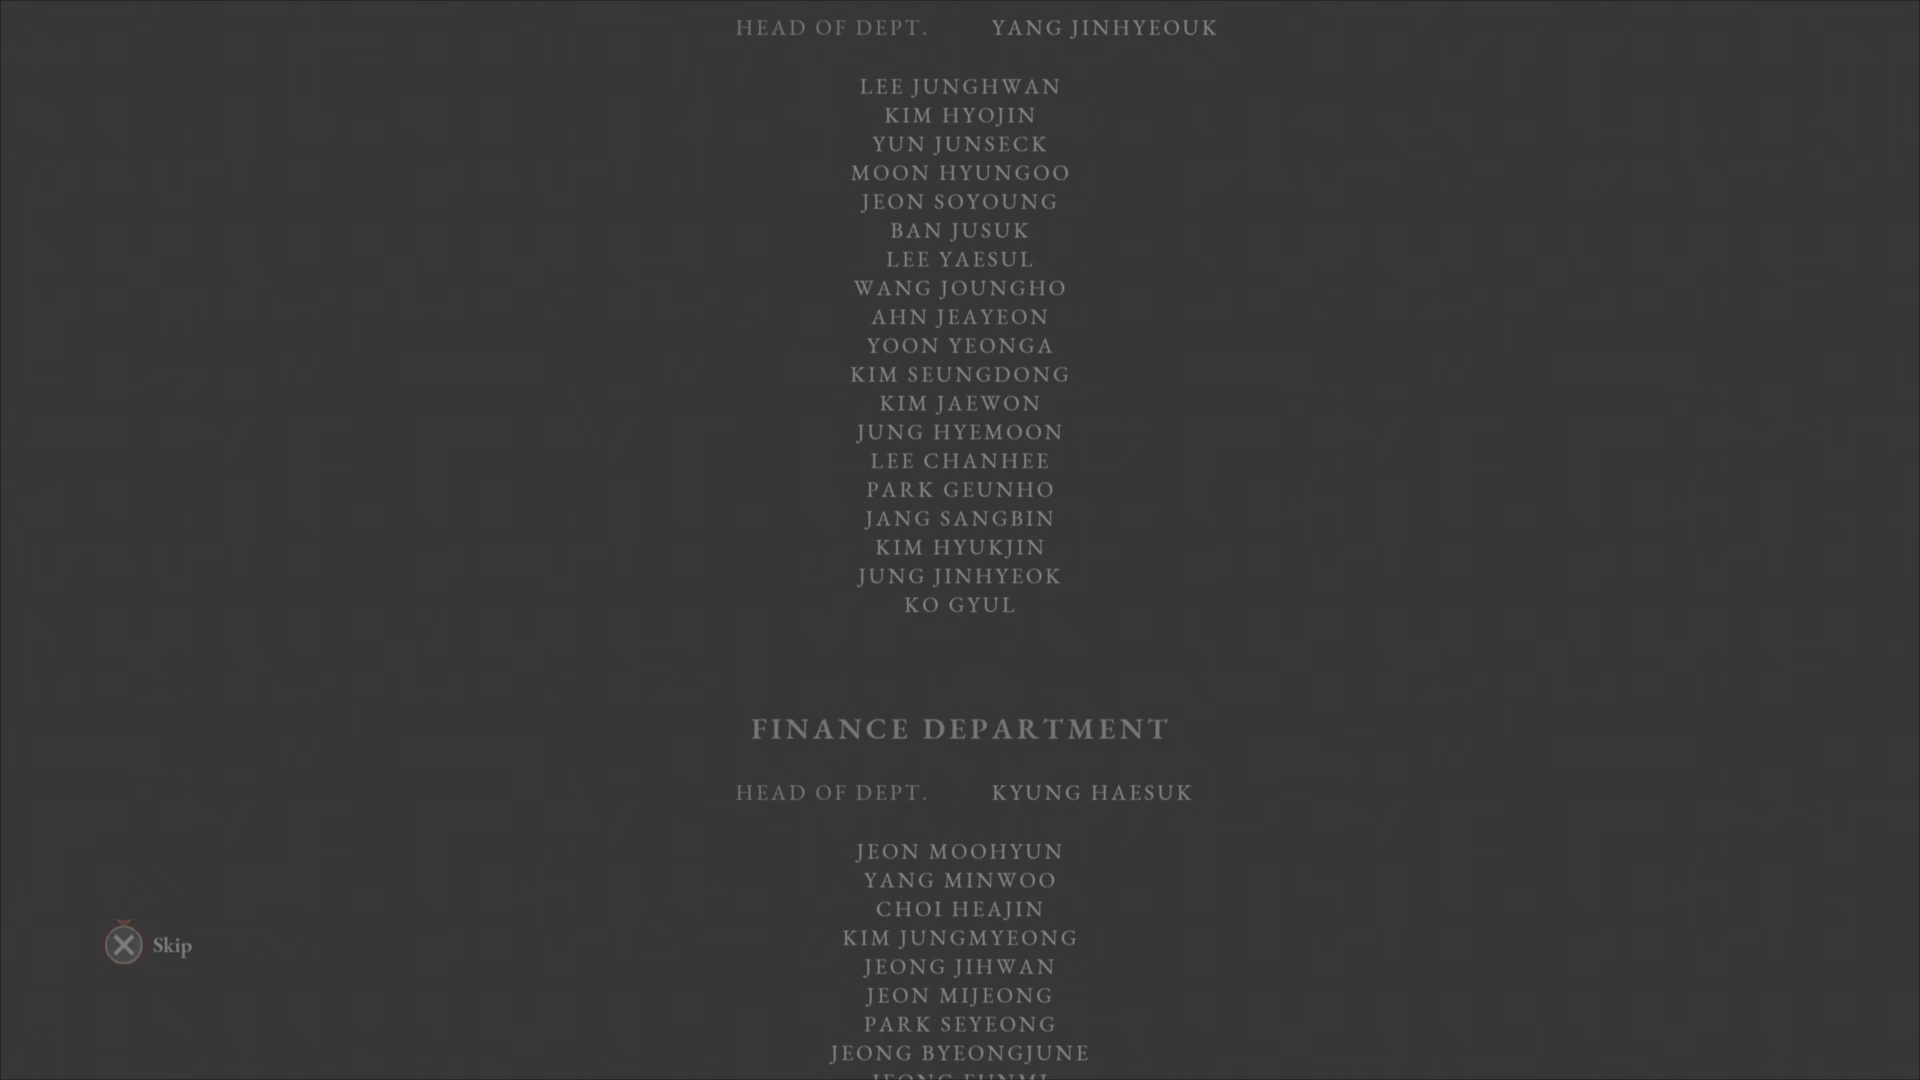 HEAD OF DEPT. YANG JINHYEOUK
LEE JUNGHWAN
KIM HYOJIN
YUN JUNSECK
MOON HYUNGOO
JEON SOYOUNG
BAN JUSUK
LEE YAESUL
WANG JOUNGHO
AHN JEAYEON
YOON YEONGA
KIM SEUNGDONG
KIM JAEWON
JUNG HYEMOON
LEE CHANHEE
PARK GEUNHO
JANG SANGBIN
KIM HYUKJIN
JUNG JINHYEOK
KO GYUL
FINANCE DEPARTMENT
HEAD OF DEPT. KYUNG HAESUK
JEON MOOHYUN
YANG MINWOO
CHOI HEAJIN
KIM JUNGMYEONG
JEONG JIHWAN
JEON MIJEONG
PARK SEYEONG
JEONG BYEONGJUNE
Skip